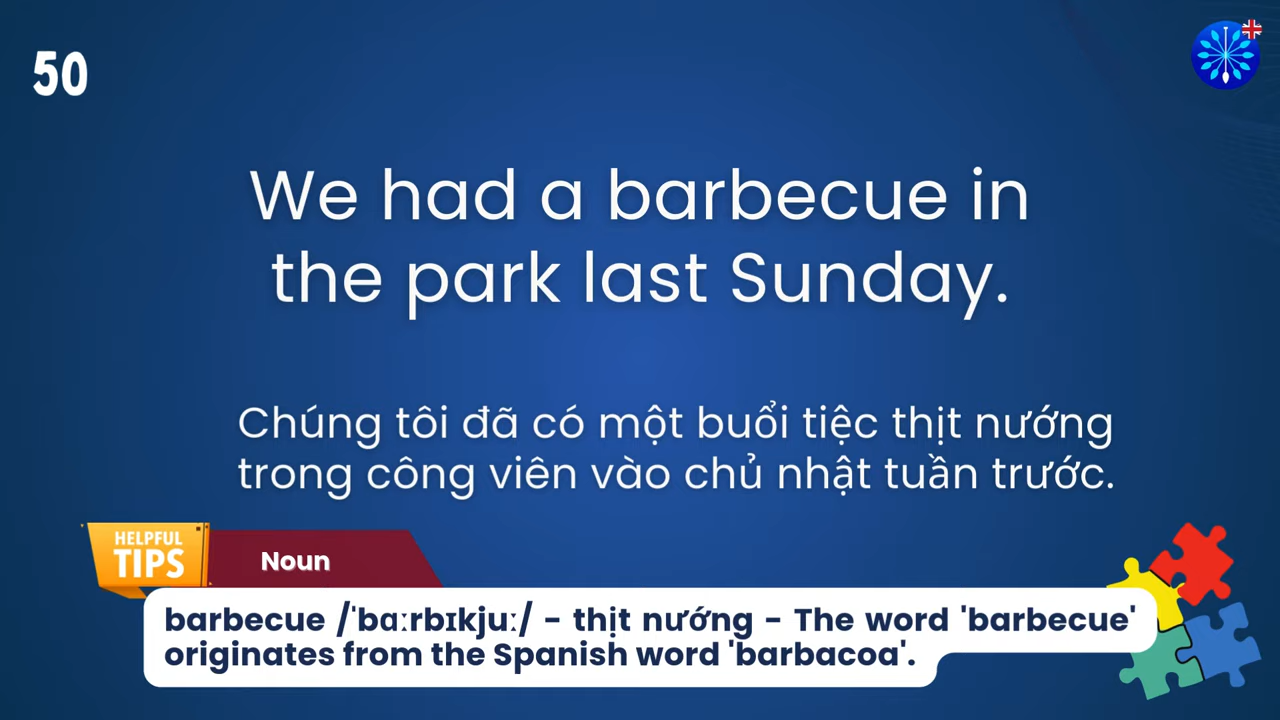 50
We had a barbecue in
the park last Sunday.
Chúng tôi đã có một buổi tiệc thịt nướng
trong công viên vào chủ nhật tuần trước.
HELPFUL
TIPS
Noun
barbecue /ˈbɑːrbɪkjuː/ - thịt nướng - The word 'barbecue'
originates from the Spanish word 'barbacoa'.